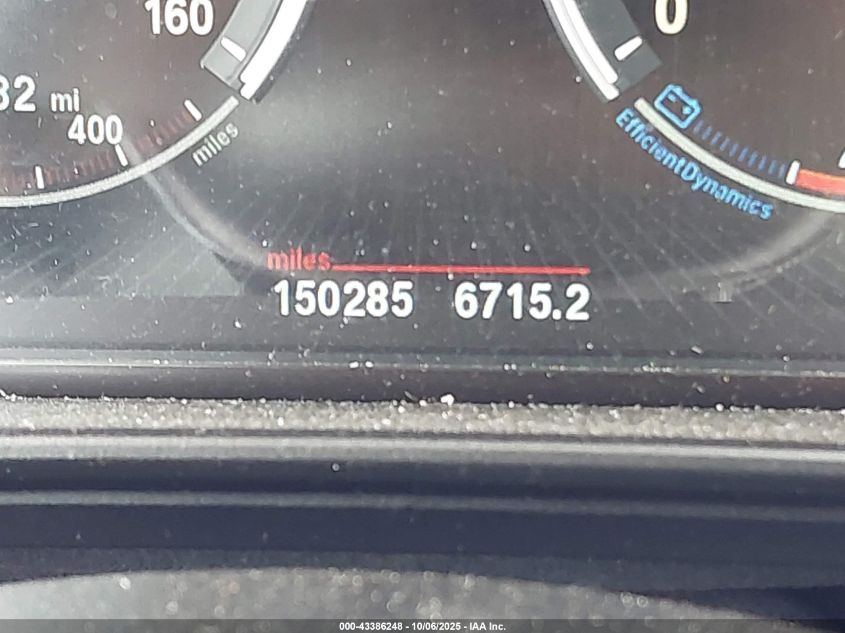 160
0
32 mi
400
miles
EfficientDynamics
miles
150285 6715.2
000-43386248 - 10/06/2025 - IAA Inc.